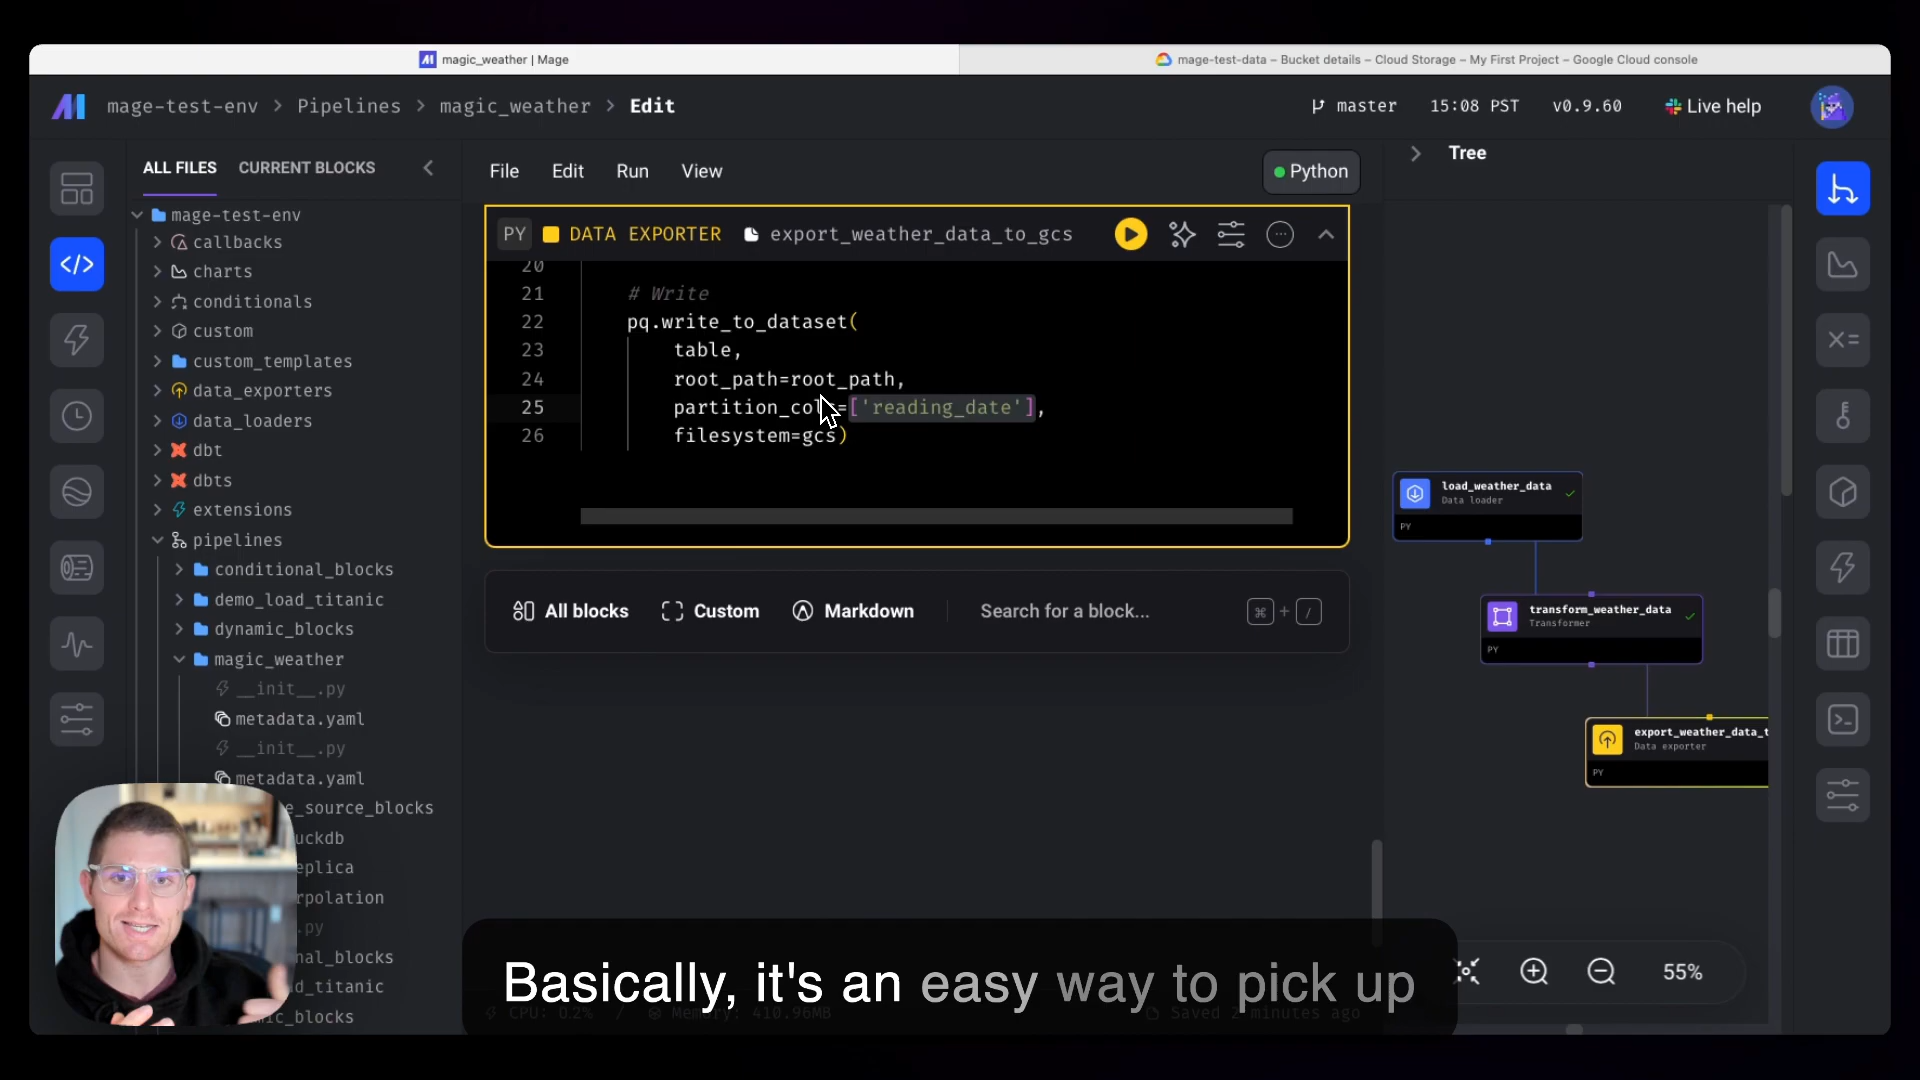 magic_weather | Mage
mage-test-data – Bucket details – Cloud Storage – My First Project – Google Cloud console
mage-test-env > Pipelines > magic_weather > Edit
master 15:08 PST v0.9.60 Live help
ALL FILES CURRENT BLOCKS
mage-test-env
callbacks
charts
conditionals
custom
custom_templates
data_exporters
data_loaders
dbt
dbts
extensions
pipelines
conditional_blocks
demo_load_titanic
dynamic_blocks
magic_weather
__init__.py
metadata.yaml
__init__.py
metadata.yaml
e_source_blocks
uckdb
eplica
rpolation
.py
nal_blocks
d_titanic
ic_blocks
File Edit Run View
Python
PY DATA EXPORTER export_weather_data_to_gcs
20
21 # Write
22 pq.write_to_dataset(
23 table,
24 root_path=root_path,
25 partition_cols=['reading_date'],
26 filesystem=gcs)
All blocks Custom Markdown Search for a block... ⌘ + /
Tree
load_weather_data
Data loader
PY
transform_weather_data
Transformer
PY
export_weather_data_t
Data exporter
PY
55%
Basically, it's an easy way to pick up
CPU: 0.2% / Memory: 410.96MB
Saved 2 minutes ago